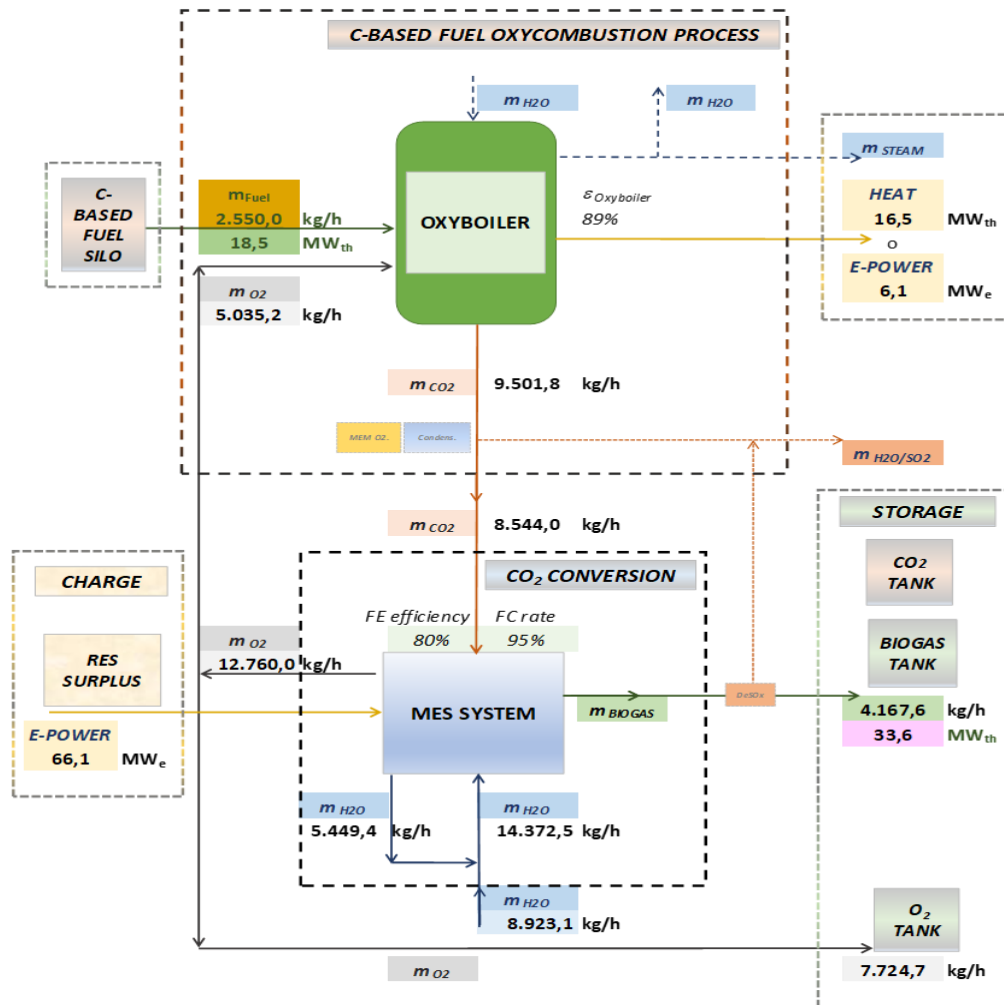 C-BASED FUEL OXYCOMBUSTION PROCESS
m H2O
m H2O
m STEAM
C-
BASED
FUEL
SILO
mFuel
2.550,0 kg/h
18,5 MWth
OXYBOILER
ε Oxyboiler
89%
HEAT
16,5 MWth
o
E-POWER
6,1 MWe
m O2
5.035,2 kg/h
m CO2 9.501,8 kg/h
MEM O2.
Condens.
m H2O/SO2
m CO2 8.544,0 kg/h
STORAGE
CO2
TANK
BIOGAS
TANK
CO2 CONVERSION
CHARGE
RES
SURPLUS
E-POWER
66,1 MWe
FE efficiency
80%
FC rate
95%
m O2
12.760,0 kg/h
MES SYSTEM
m BIOGAS
DeSOx
4.167,6 kg/h
33,6 MWth
m H2O
5.449,4 kg/h
m H2O
14.372,5 kg/h
m H2O
8.923,1 kg/h
O2
TANK
m O2
7.724,7 kg/h